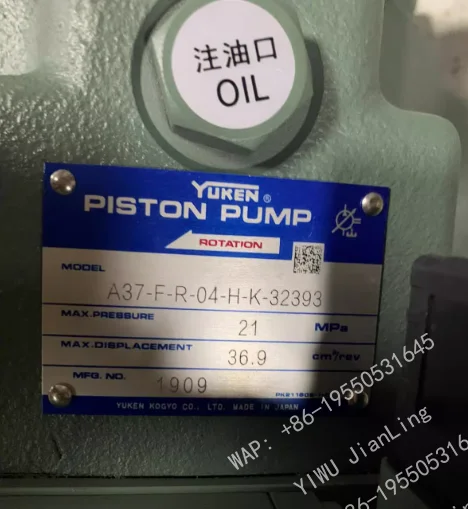 注油口
OIL
YUKEN ®
PISTON PUMP
ROTATION
MODEL
A37-F-R-04-H-K-32393
MAX.PRESSURE 21 MPa
MAX.DISPLACEMENT 36.9 cm³/rev
MFG. NO. 1909
YUKEN KOGYO CO., LTD. MADE IN JAPAN
WAP: +86-19550531645
YIWU JianLing